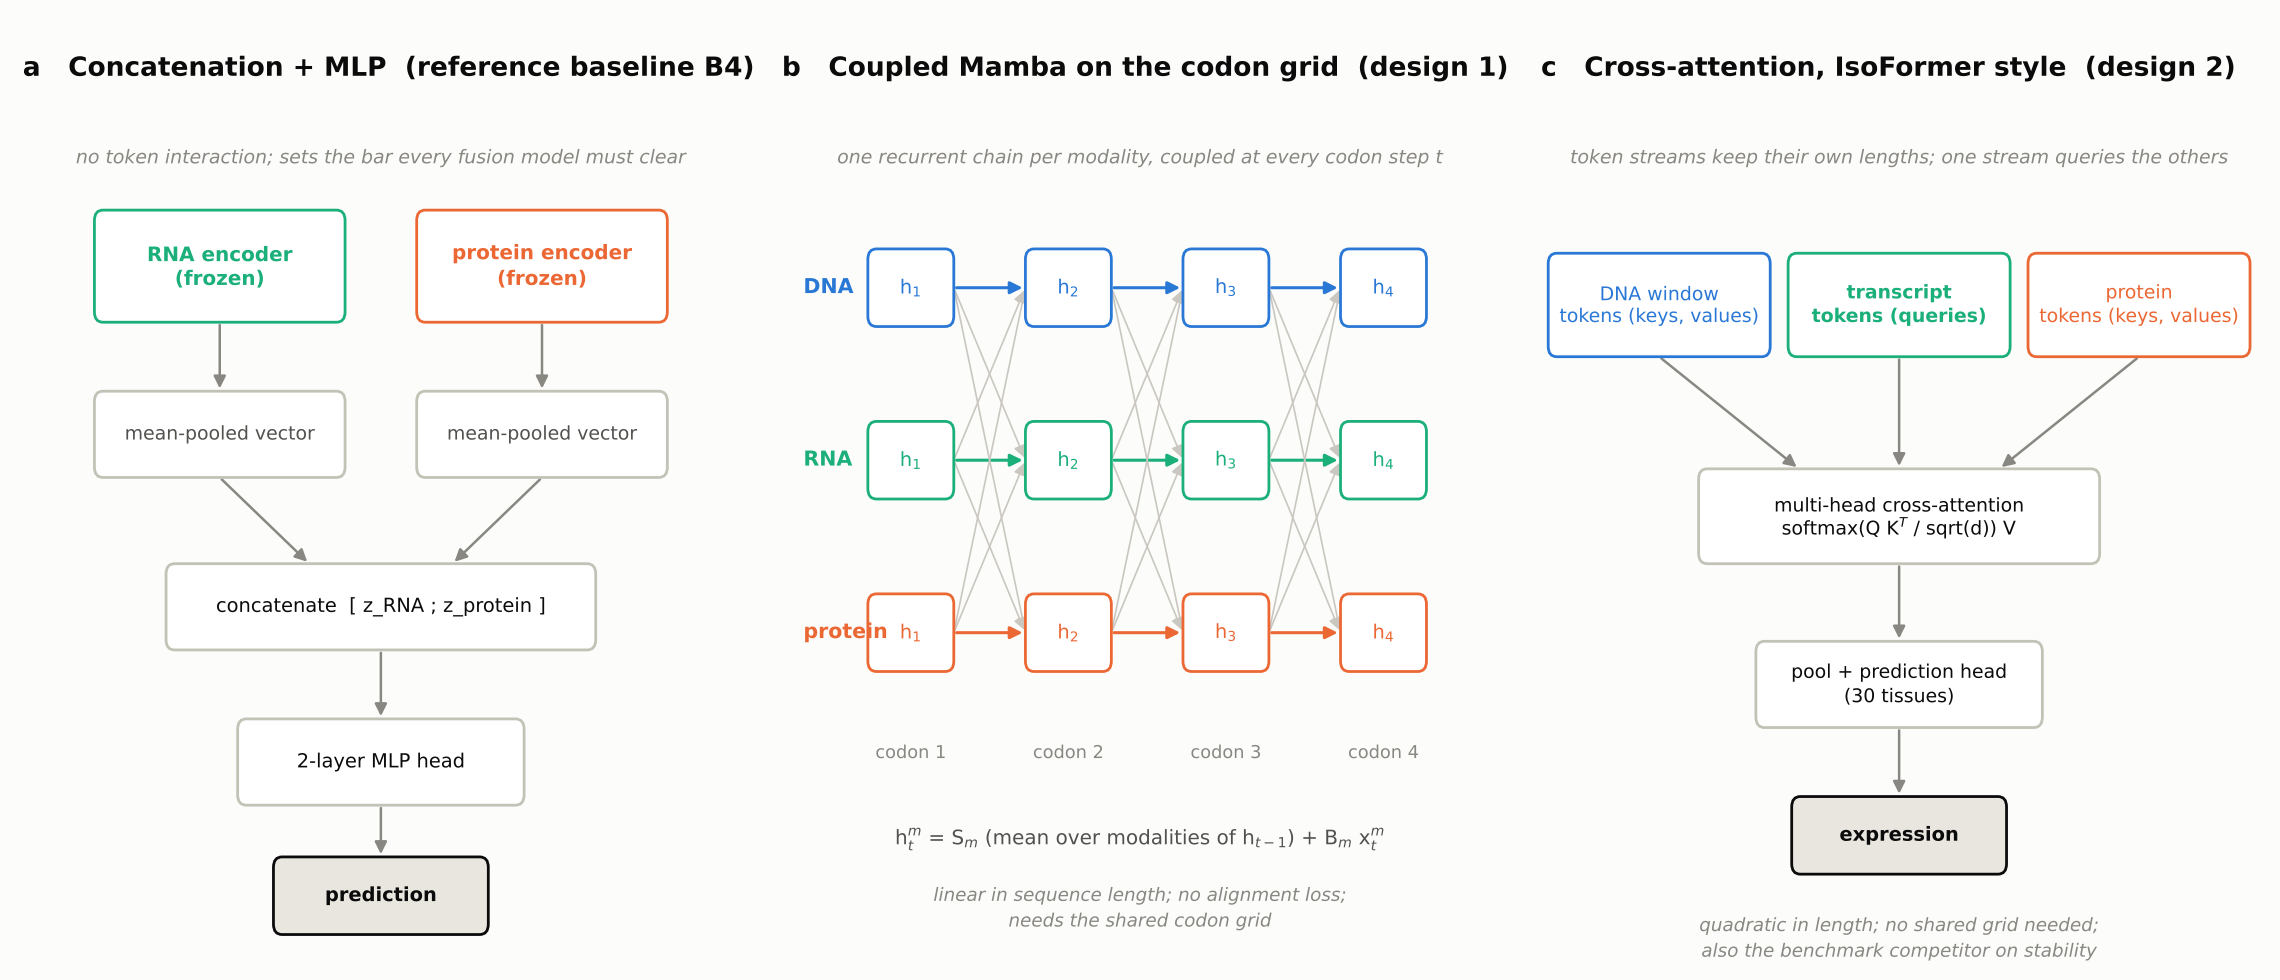 a Concatenation + MLP (reference baseline B4)
no token interaction; sets the bar every fusion model must clear
RNA encoder
(frozen)
protein encoder
(frozen)
mean-pooled vector
mean-pooled vector
concatenate [ z_RNA ; z_protein ]
2-layer MLP head
prediction
b Coupled Mamba on the codon grid (design 1)
one recurrent chain per modality, coupled at every codon step t
DNA h₁ h₂ h₃ h₄
RNA h₁ h₂ h₃ h₄
protein h₁ h₂ h₃ h₄
codon 1 codon 2 codon 3 codon 4
hₜᵐ = Sₘ (mean over modalities of hₜ₋₁) + Bₘ xₜᵐ
linear in sequence length; no alignment loss;
needs the shared codon grid
c Cross-attention, IsoFormer style (design 2)
token streams keep their own lengths; one stream queries the others
DNA window
tokens (keys, values)
transcript
tokens (queries)
protein
tokens (keys, values)
multi-head cross-attention
softmax(Q Kᵀ / sqrt(d)) V
pool + prediction head
(30 tissues)
expression
quadratic in length; no shared grid needed;
also the benchmark competitor on stability